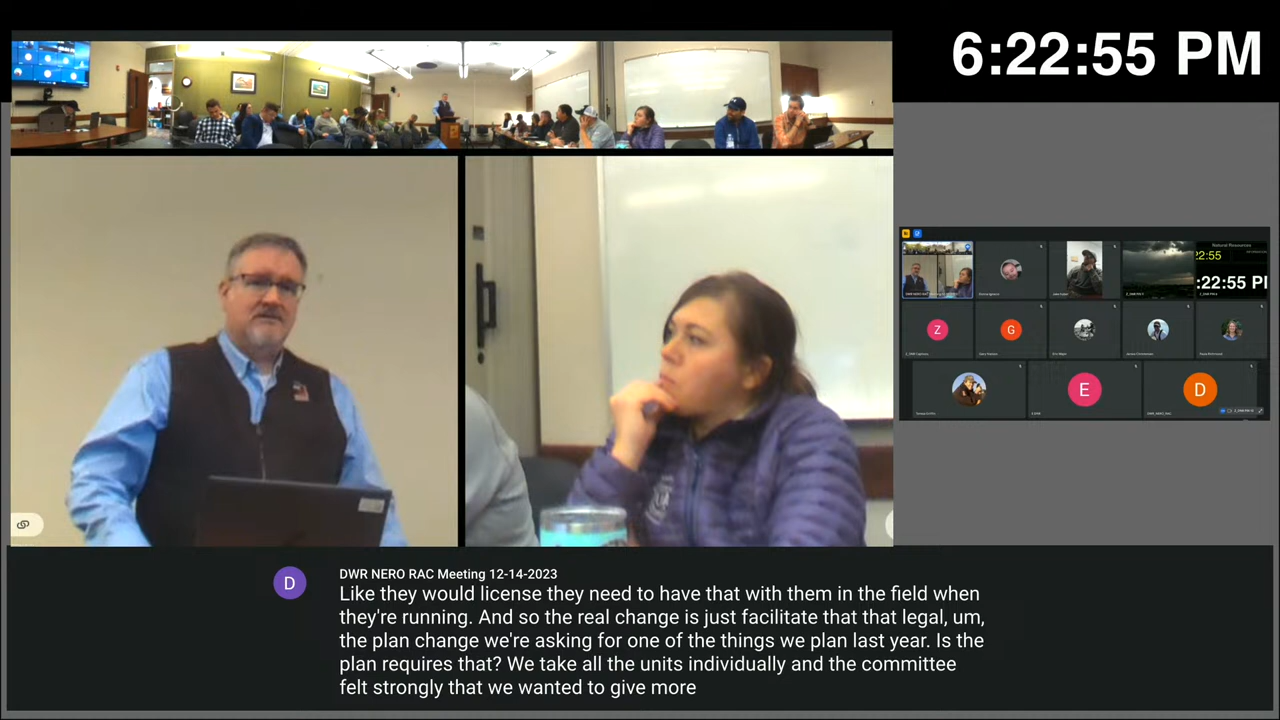 6:22:55 PM
Natural Resources
22:55
:22:55 PM
Z
G
E
D
D
DWR NERO RAC Meeting 12-14-2023
Like they would license they need to have that with them in the field when
they're running. And so the real change is just facilitate that that legal, um,
the plan change we're asking for one of the things we plan last year. Is the
plan requires that? We take all the units individually and the committee
felt strongly that we wanted to give more